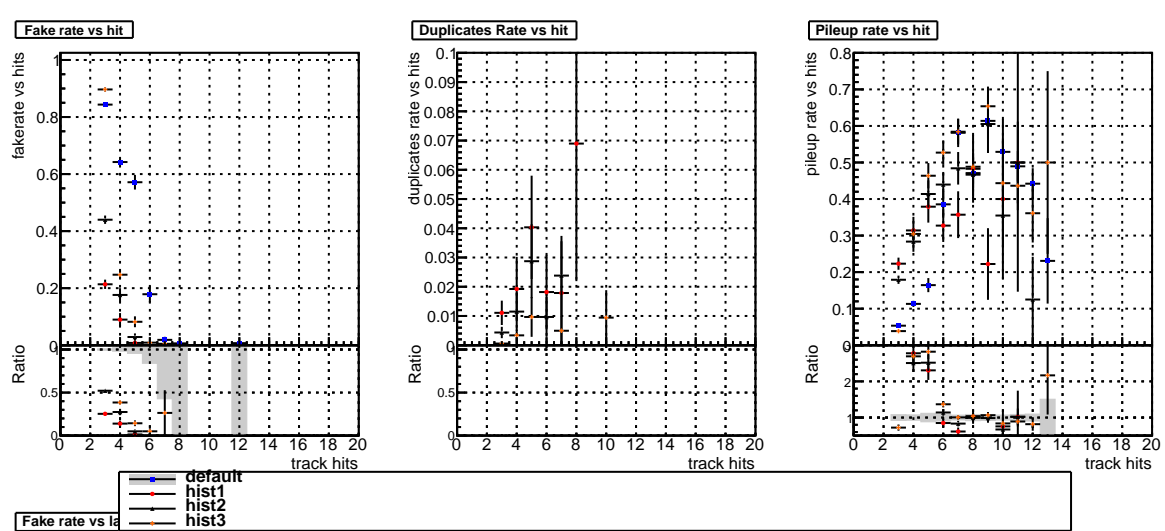 Fake rate vs hit
fakerate vs hits
1
0.8
0.6
0.4
0.2
0
Ratio
1
0.5
0
0 2 4 6 8 10 12 14 16 18 20
track hits
Duplicates Rate vs hit
duplicates rate vs hits
0.1
0.09
0.08
0.07
0.06
0.05
0.04
0.03
0.02
0.01
0
Ratio
1
0.5
0
0 2 4 6 8 10 12 14 16 18 20
track hits
Pileup rate vs hit
pileup rate vs hits
0.8
0.7
0.6
0.5
0.4
0.3
0.2
0.1
0
Ratio
2
1
0 2 4 6 8 10 12 14 16 18 20
track hits
default
hist1
hist2
hist3
Fake rate vs